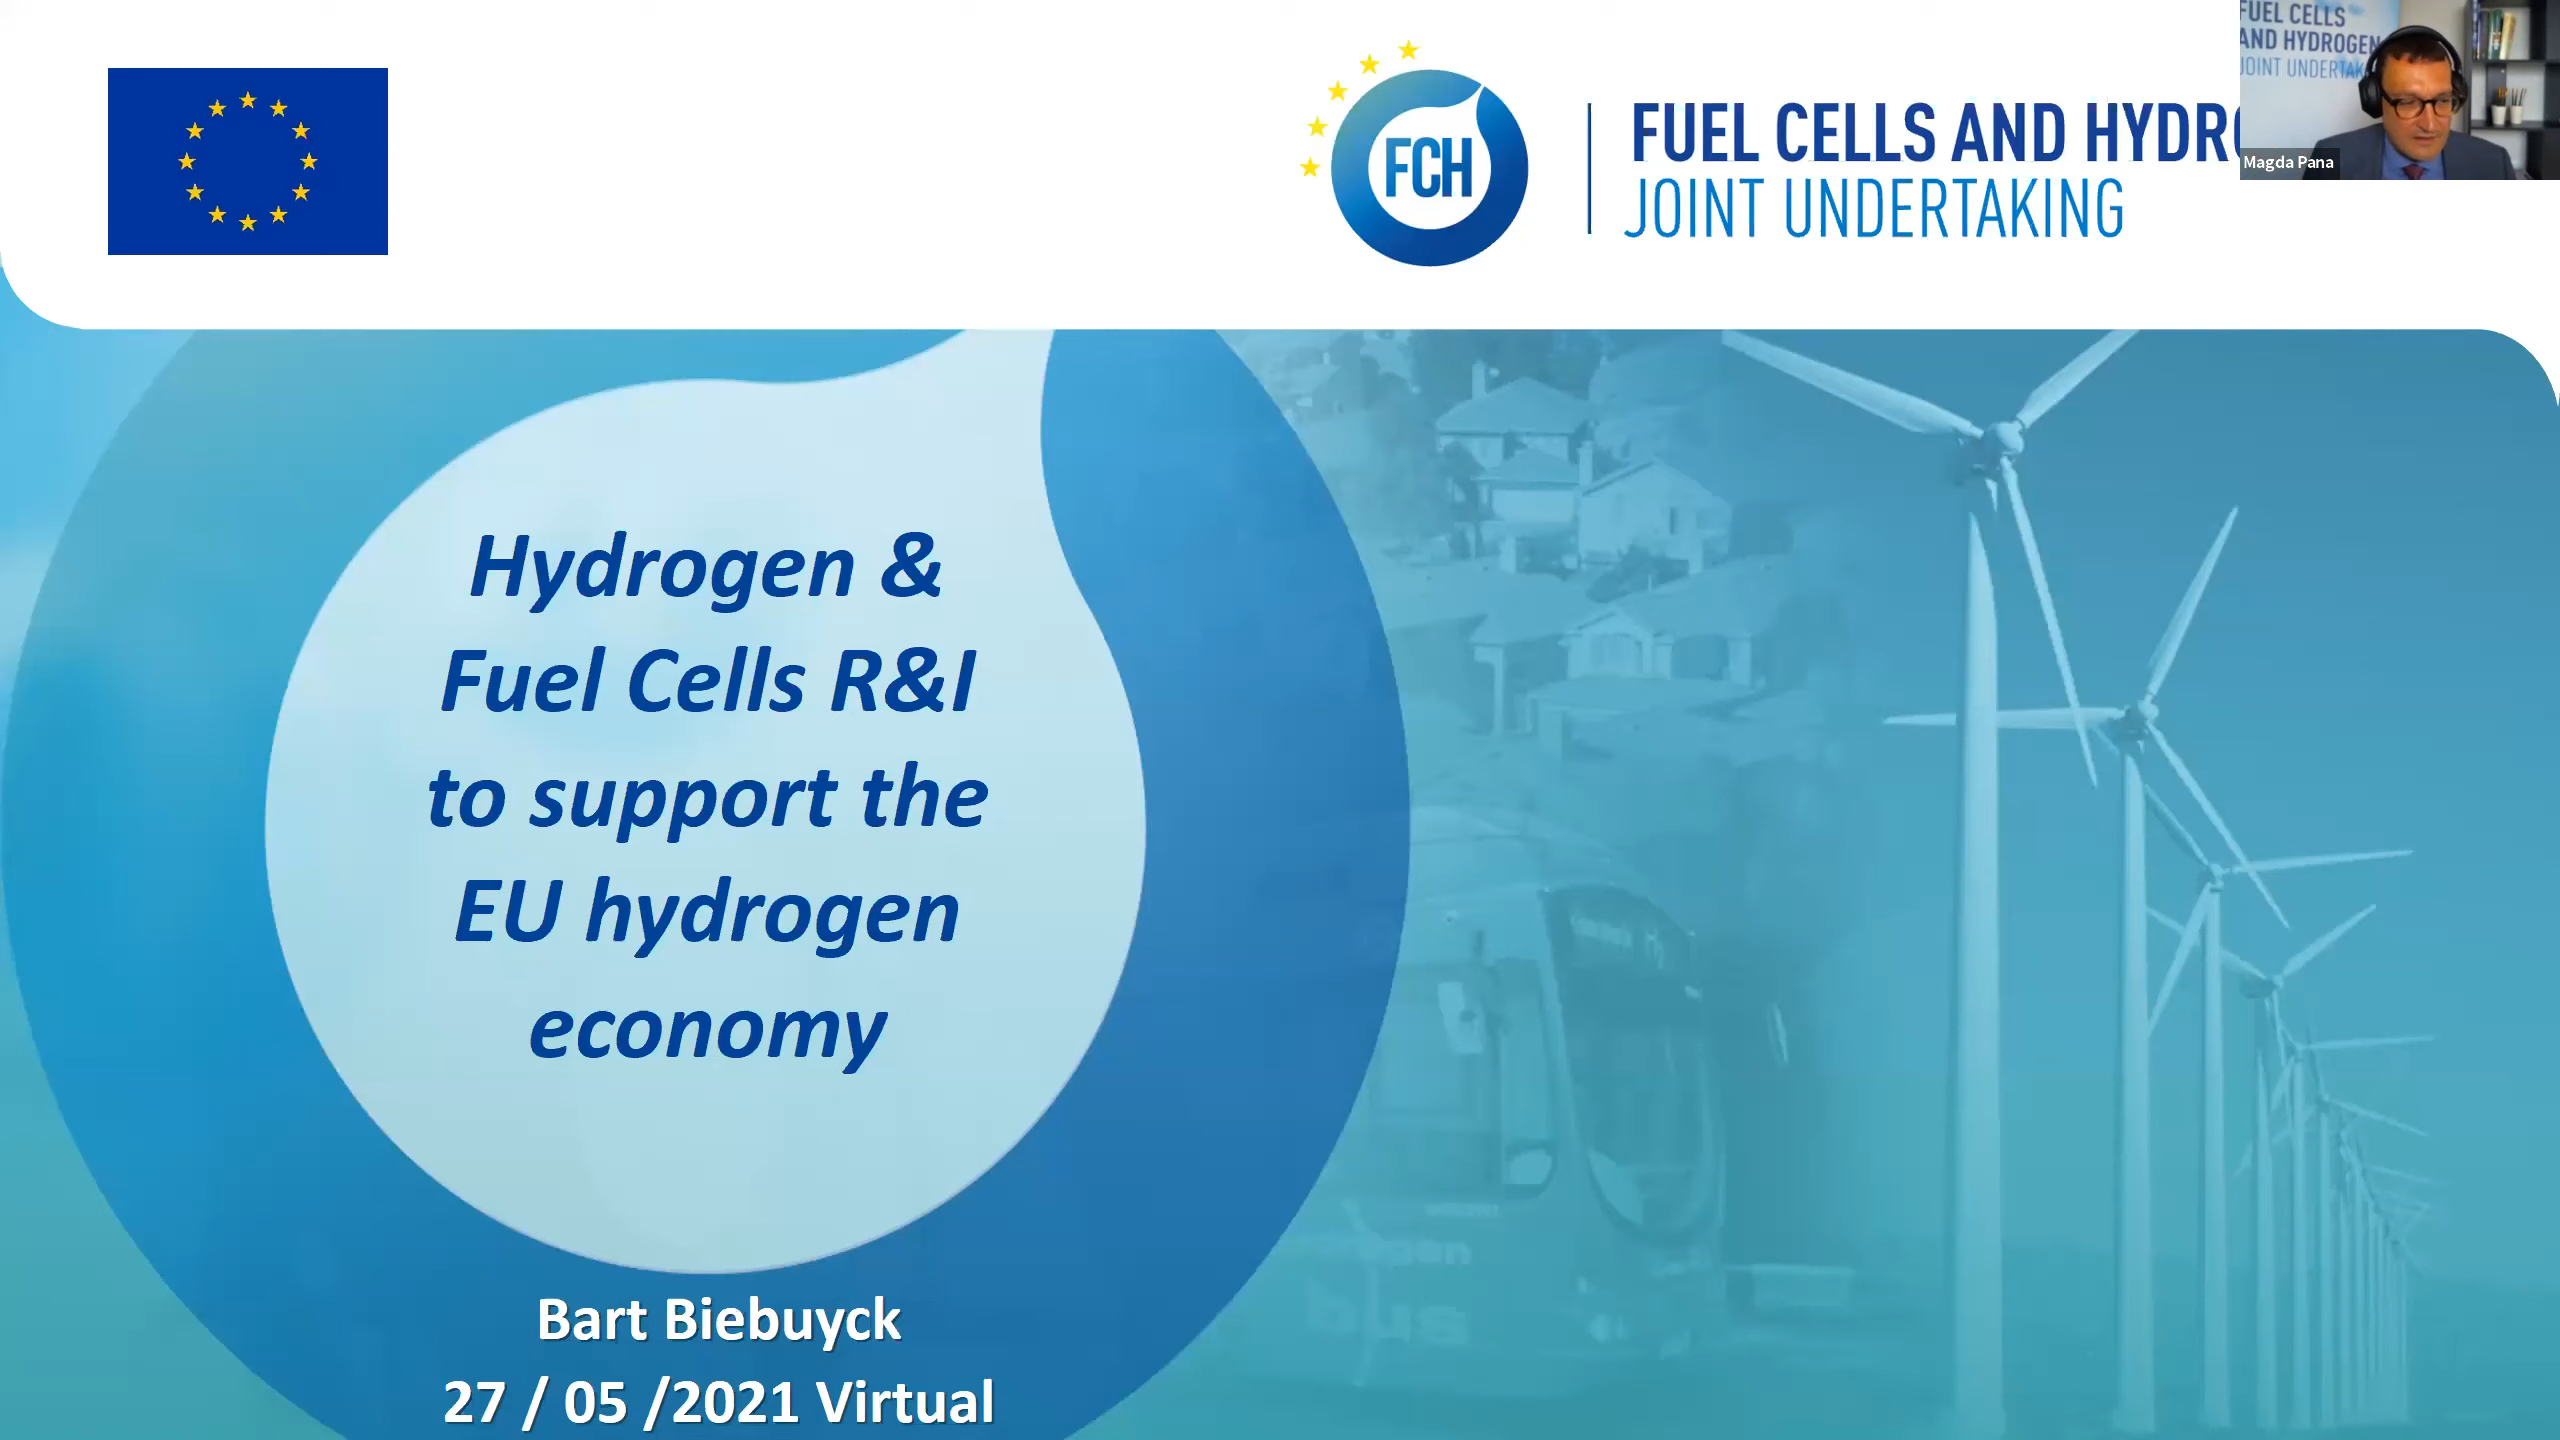 FCH
FUEL CELLS AND HYDR
JOINT UNDERTAKING
FUEL CELLS
AND HYDROGEN
JOINT UNDERTAK
Magda Pana
Hydrogen &
Fuel Cells R&I
to support the
EU hydrogen
economy
bus
Bart Biebuyck
27 / 05 /2021 Virtual